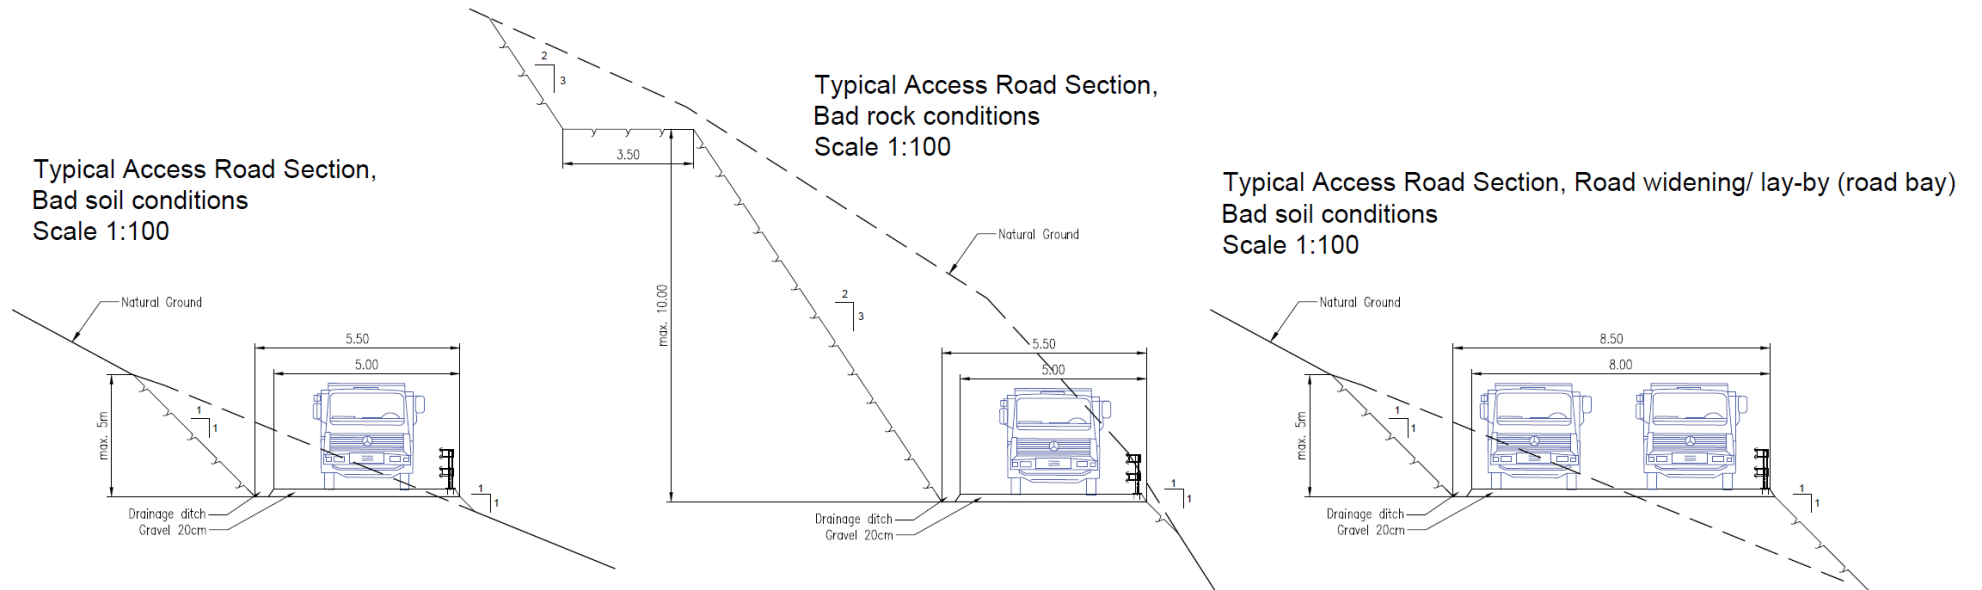 Typical Access Road Section,
Bad soil conditions
Scale 1:100
Natural Ground
5.50
5.00
max. 5m
1
1
1
1
Drainage ditch
Gravel 20cm
Typical Access Road Section,
Bad rock conditions
Scale 1:100
2
3
3.50
max. 10.00
Natural Ground
2
3
5.50
5.00
1
1
Drainage ditch
Gravel 20cm
Typical Access Road Section, Road widening/ lay-by (road bay)
Bad soil conditions
Scale 1:100
Natural Ground
8.50
8.00
max. 5m
1
1
1
1
Drainage ditch
Gravel 20cm